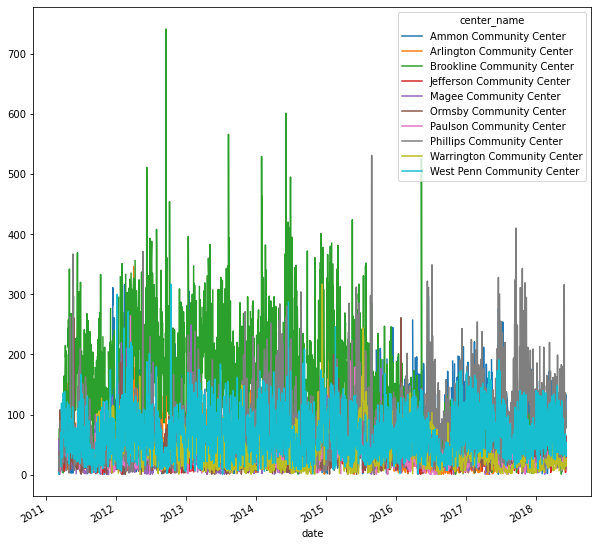 center_name
Ammon Community Center
Arlington Community Center
Brookline Community Center
Jefferson Community Center
Magee Community Center
Ormsby Community Center
Paulson Community Center
Phillips Community Center
Warrington Community Center
West Penn Community Center
700
600
500
400
300
200
100
0
2011 2012 2013 2014 2015 2016 2017 2018
date